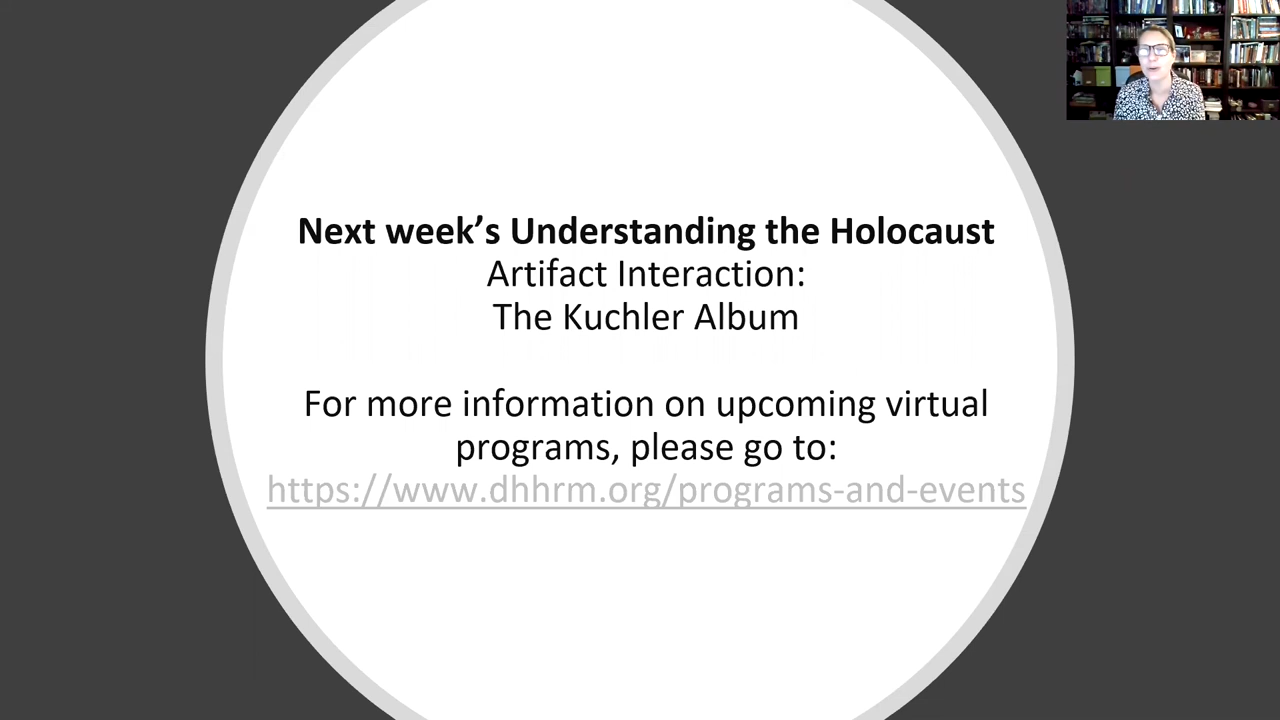 Next week’s Understanding the Holocaust
Artifact Interaction:
The Kuchler Album
For more information on upcoming virtual
programs, please go to:
https://www.dhhrm.org/programs-and-events